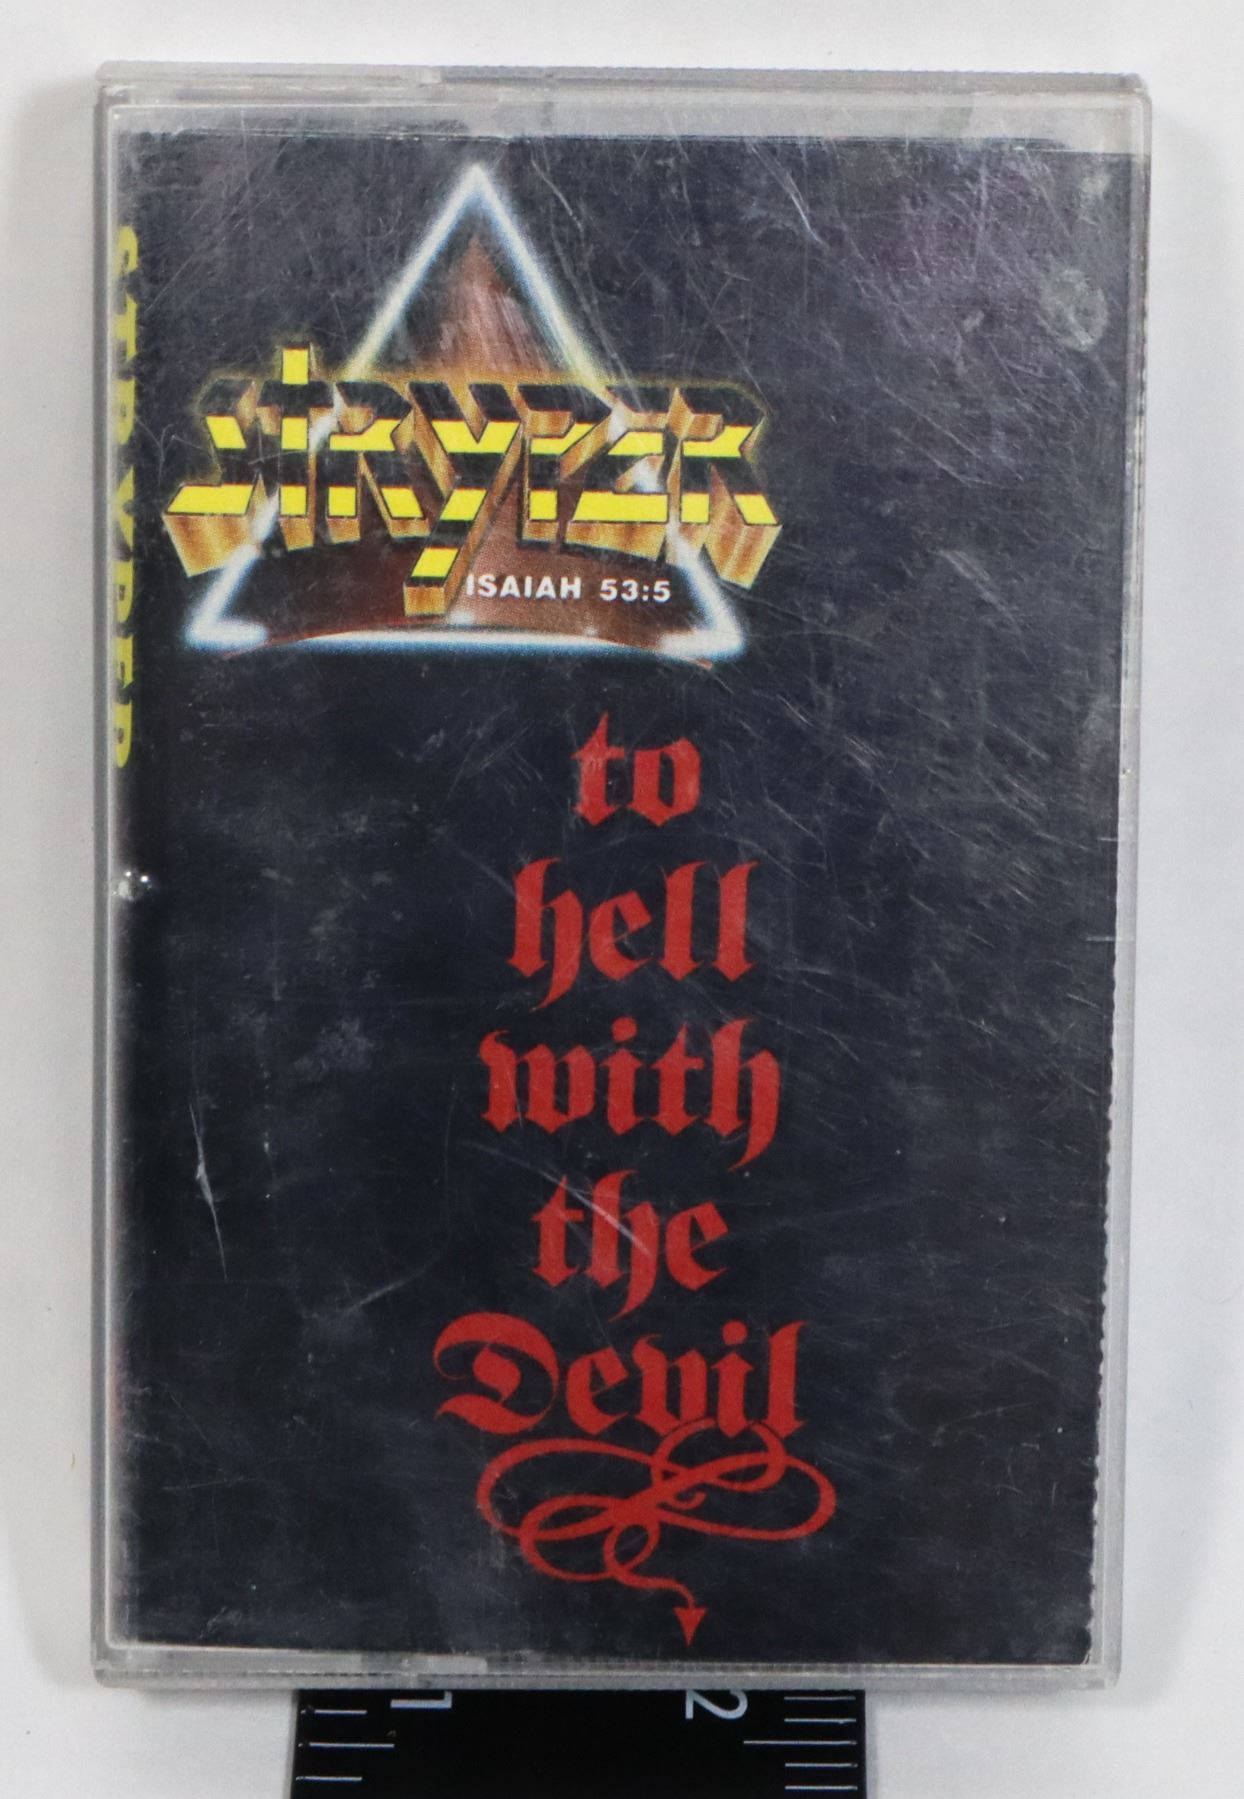 STRYPER
stryper
ISAIAH 53:5
to
hell
with
the
Devil
1
2